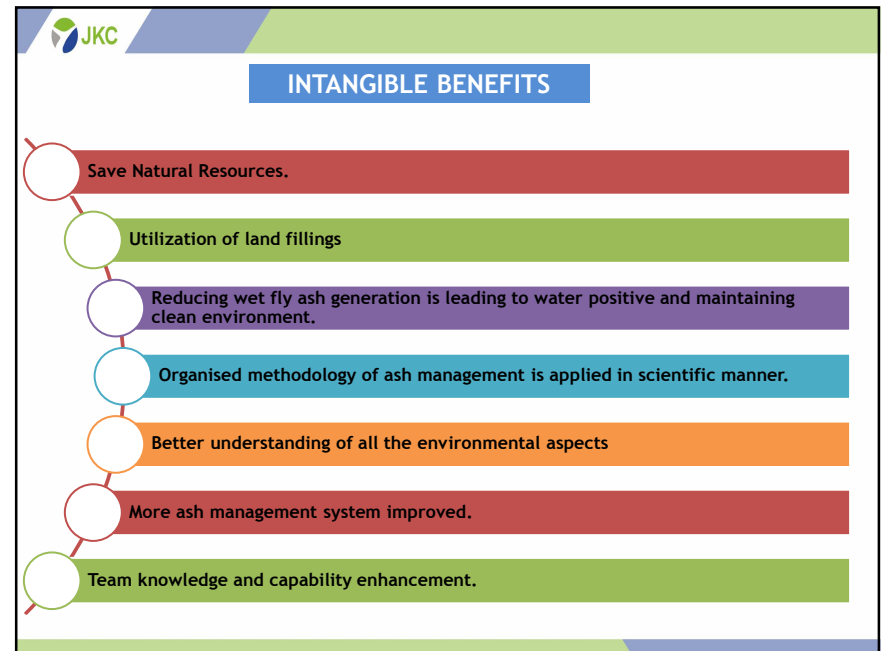 JKC
INTANGIBLE BENEFITS
Save Natural Resources.
Utilization of land fillings
Reducing wet fly ash generation is leading to water positive and maintaining
clean environment.
Organised methodology of ash management is applied in scientific manner.
Better understanding of all the environmental aspects
More ash management system improved.
Team knowledge and capability enhancement.